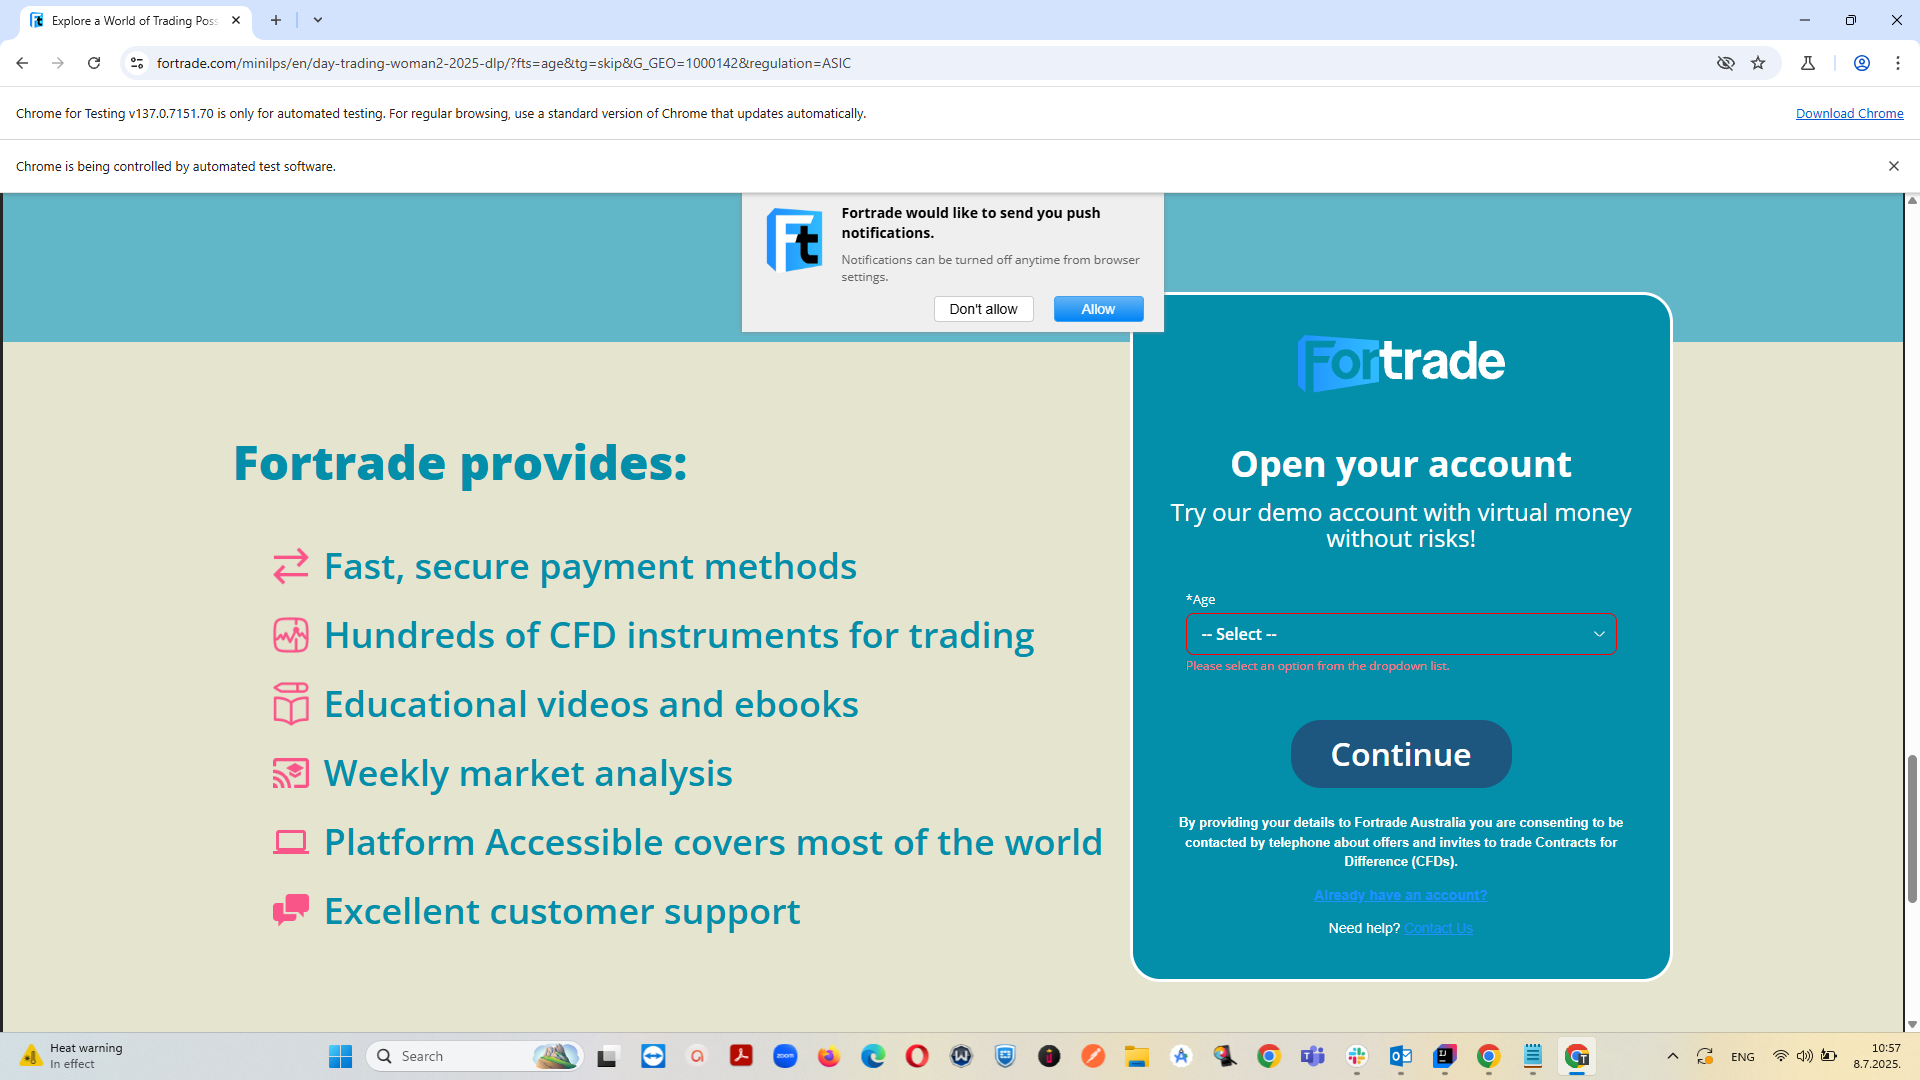 Explore a World of Trading Poss
fortrade.com/minilps/en/day-trading-woman2-2025-dlp/?fts=age&tg=skip&G_GEO=1000142&regulation=ASIC
Chrome for Testing v137.0.7151.70 is only for automated testing. For regular browsing, use a standard version of Chrome that updates automatically.
Download Chrome
Chrome is being controlled by automated test software.
Ft
Fortrade would like to send you push
notifications.
Notifications can be turned off anytime from browser
settings.
Don't allow
Allow
Fortrade provides:
Fast, secure payment methods
Hundreds of CFD instruments for trading
Educational videos and ebooks
Weekly market analysis
Platform Accessible covers most of the world
Excellent customer support
Fortrade
Open your account
Try our demo account with virtual money
without risks!
*Age
-- Select --
Please select an option from the dropdown list.
Continue
By providing your details to Fortrade Australia you are consenting to be
contacted by telephone about offers and invites to trade Contracts for
Difference (CFDs).
Already have an account?
Need help? Contact Us
Heat warning
In effect
Search
zoom
ENG
10:57
8.7.2025.